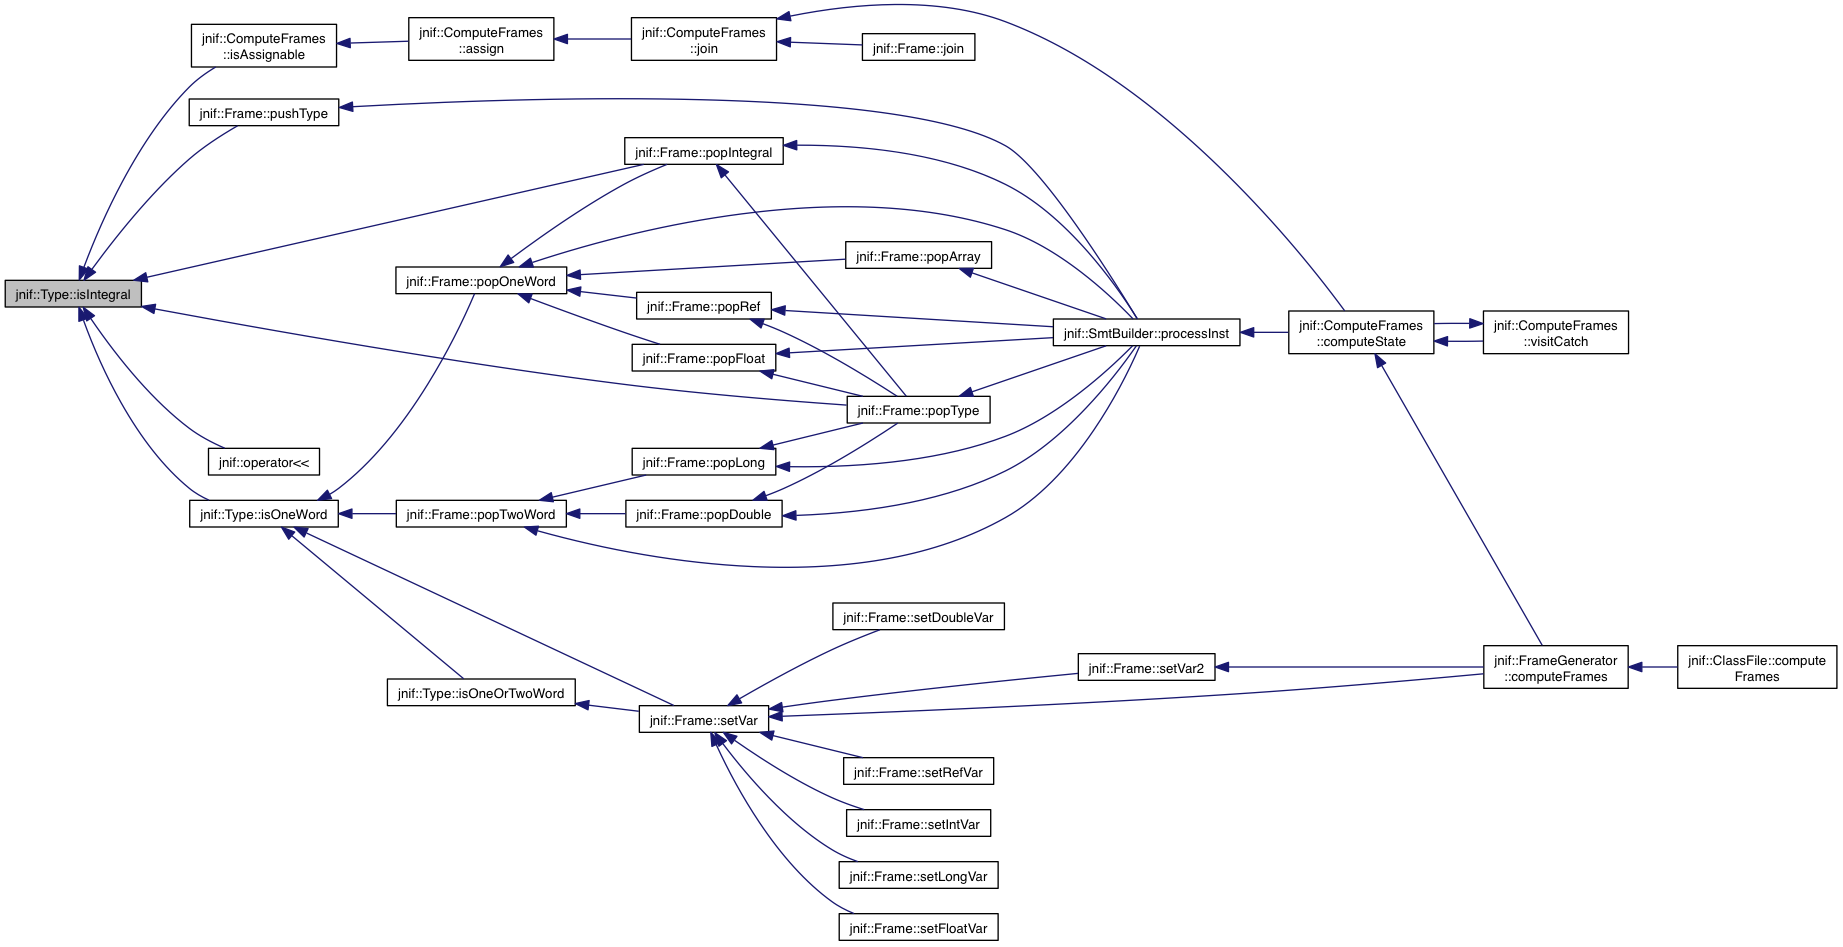 jnif::ComputeFrames
::isAssignable
jnif::ComputeFrames
::assign
jnif::ComputeFrames
::join
jnif::Frame::join
jnif::Frame::pushType
jnif::Frame::popIntegral
jnif::Type::isIntegral
jnif::Frame::popOneWord
jnif::Frame::popArray
jnif::Frame::popRef
jnif::Frame::popFloat
jnif::SmtBuilder::processInst
jnif::ComputeFrames
::computeState
jnif::ComputeFrames
::visitCatch
jnif::Frame::popType
jnif::operator<<
jnif::Frame::popLong
jnif::Type::isOneWord
jnif::Frame::popTwoWord
jnif::Frame::popDouble
jnif::Frame::setDoubleVar
jnif::Frame::setVar2
jnif::FrameGenerator
::computeFrames
jnif::ClassFile::compute
Frames
jnif::Type::isOneOrTwoWord
jnif::Frame::setVar
jnif::Frame::setRefVar
jnif::Frame::setIntVar
jnif::Frame::setLongVar
jnif::Frame::setFloatVar